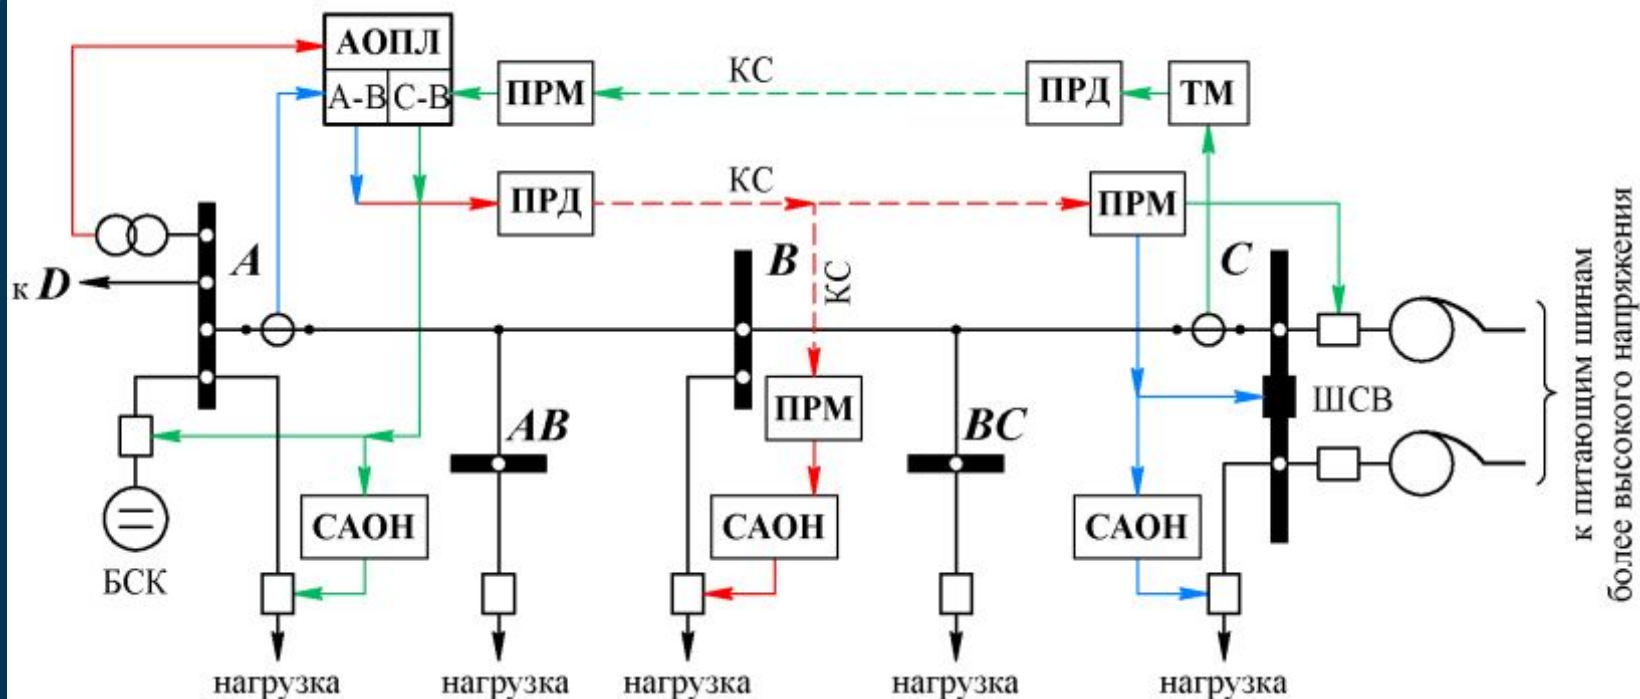 АОПЛ
А-В С-В
ПРМ
КС
ПРД
ТМ
ПРД
КС
ПРМ
к D
A
B
КС
C
ПРМ
ШСВ
AB
BC
САОН
САОН
САОН
БСК
нагрузка
нагрузка
нагрузка
нагрузка
нагрузка
к питающим шинам
более высокого напряжения